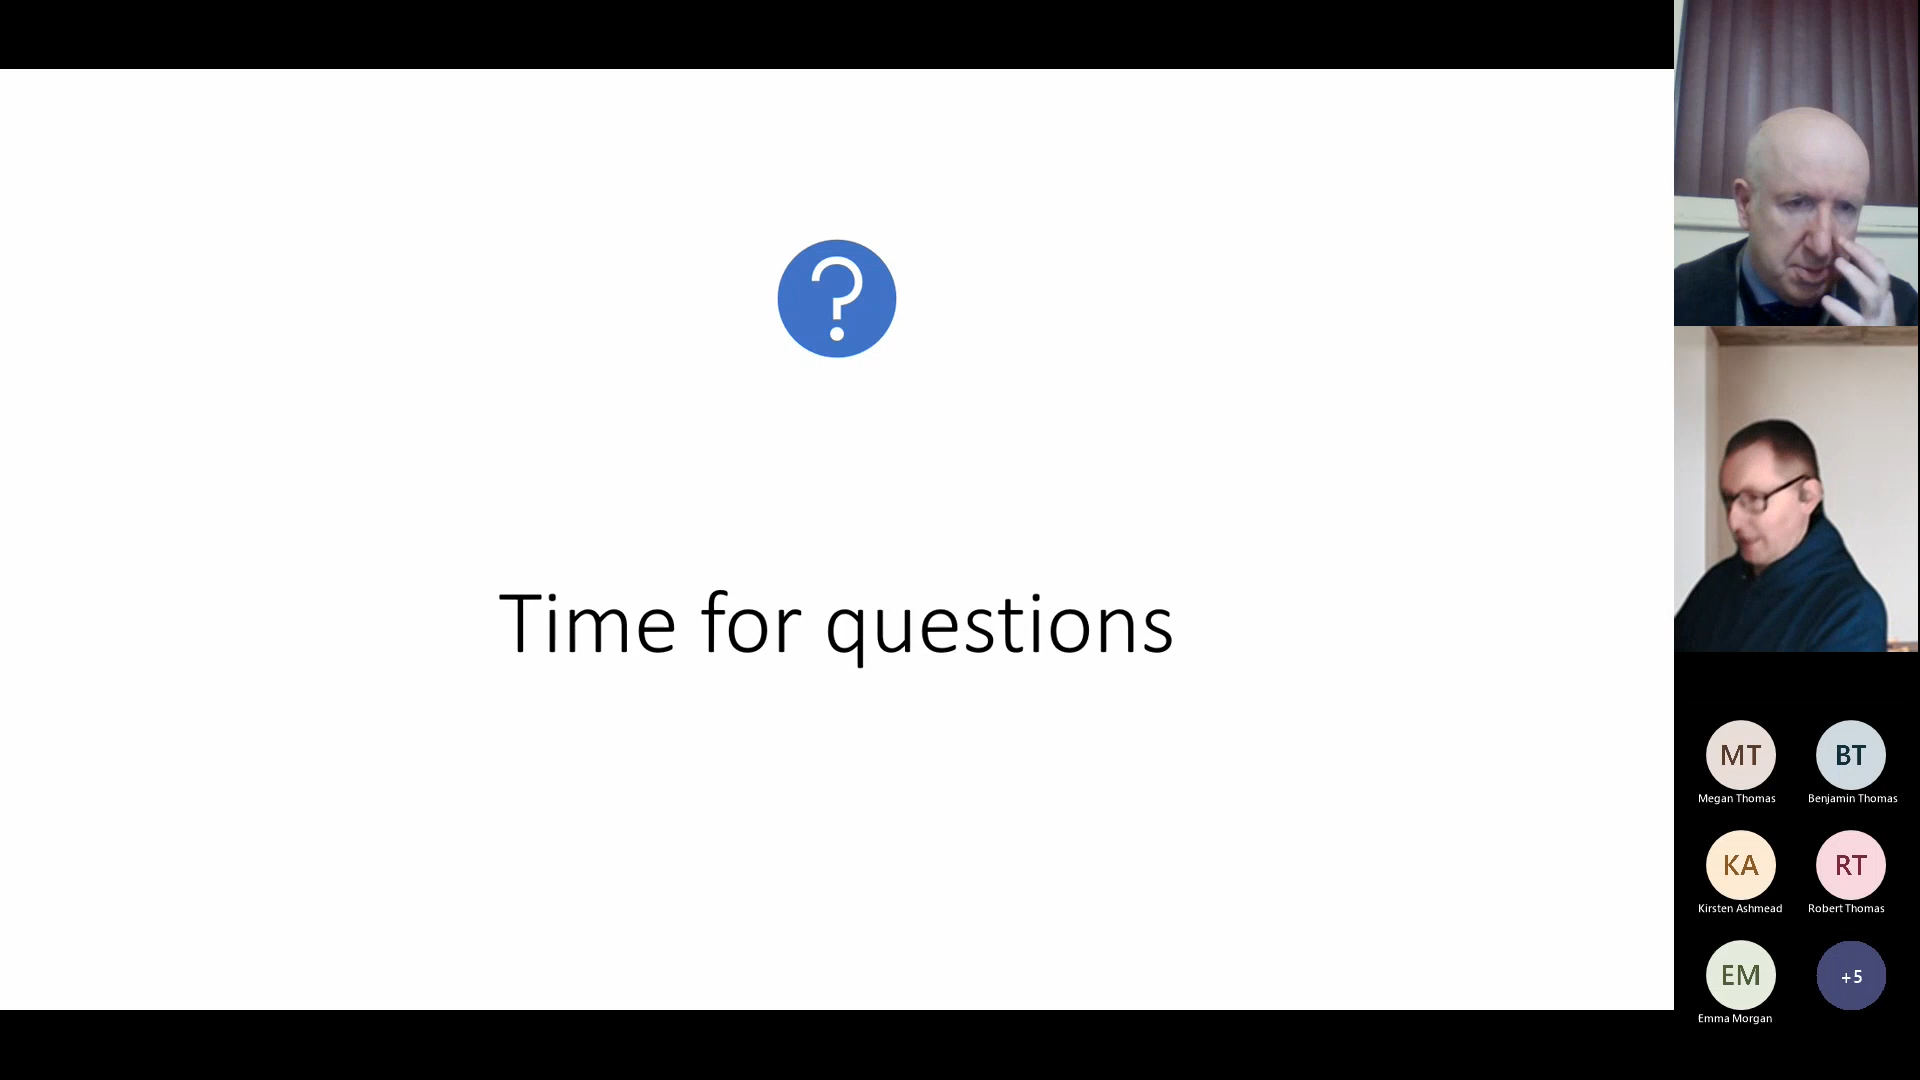 ?
Time for questions
MT
BT
Megan Thomas
Benjamin Thomas
KA
RT
Kirsten Ashmead
Robert Thomas
EM
+5
Emma Morgan